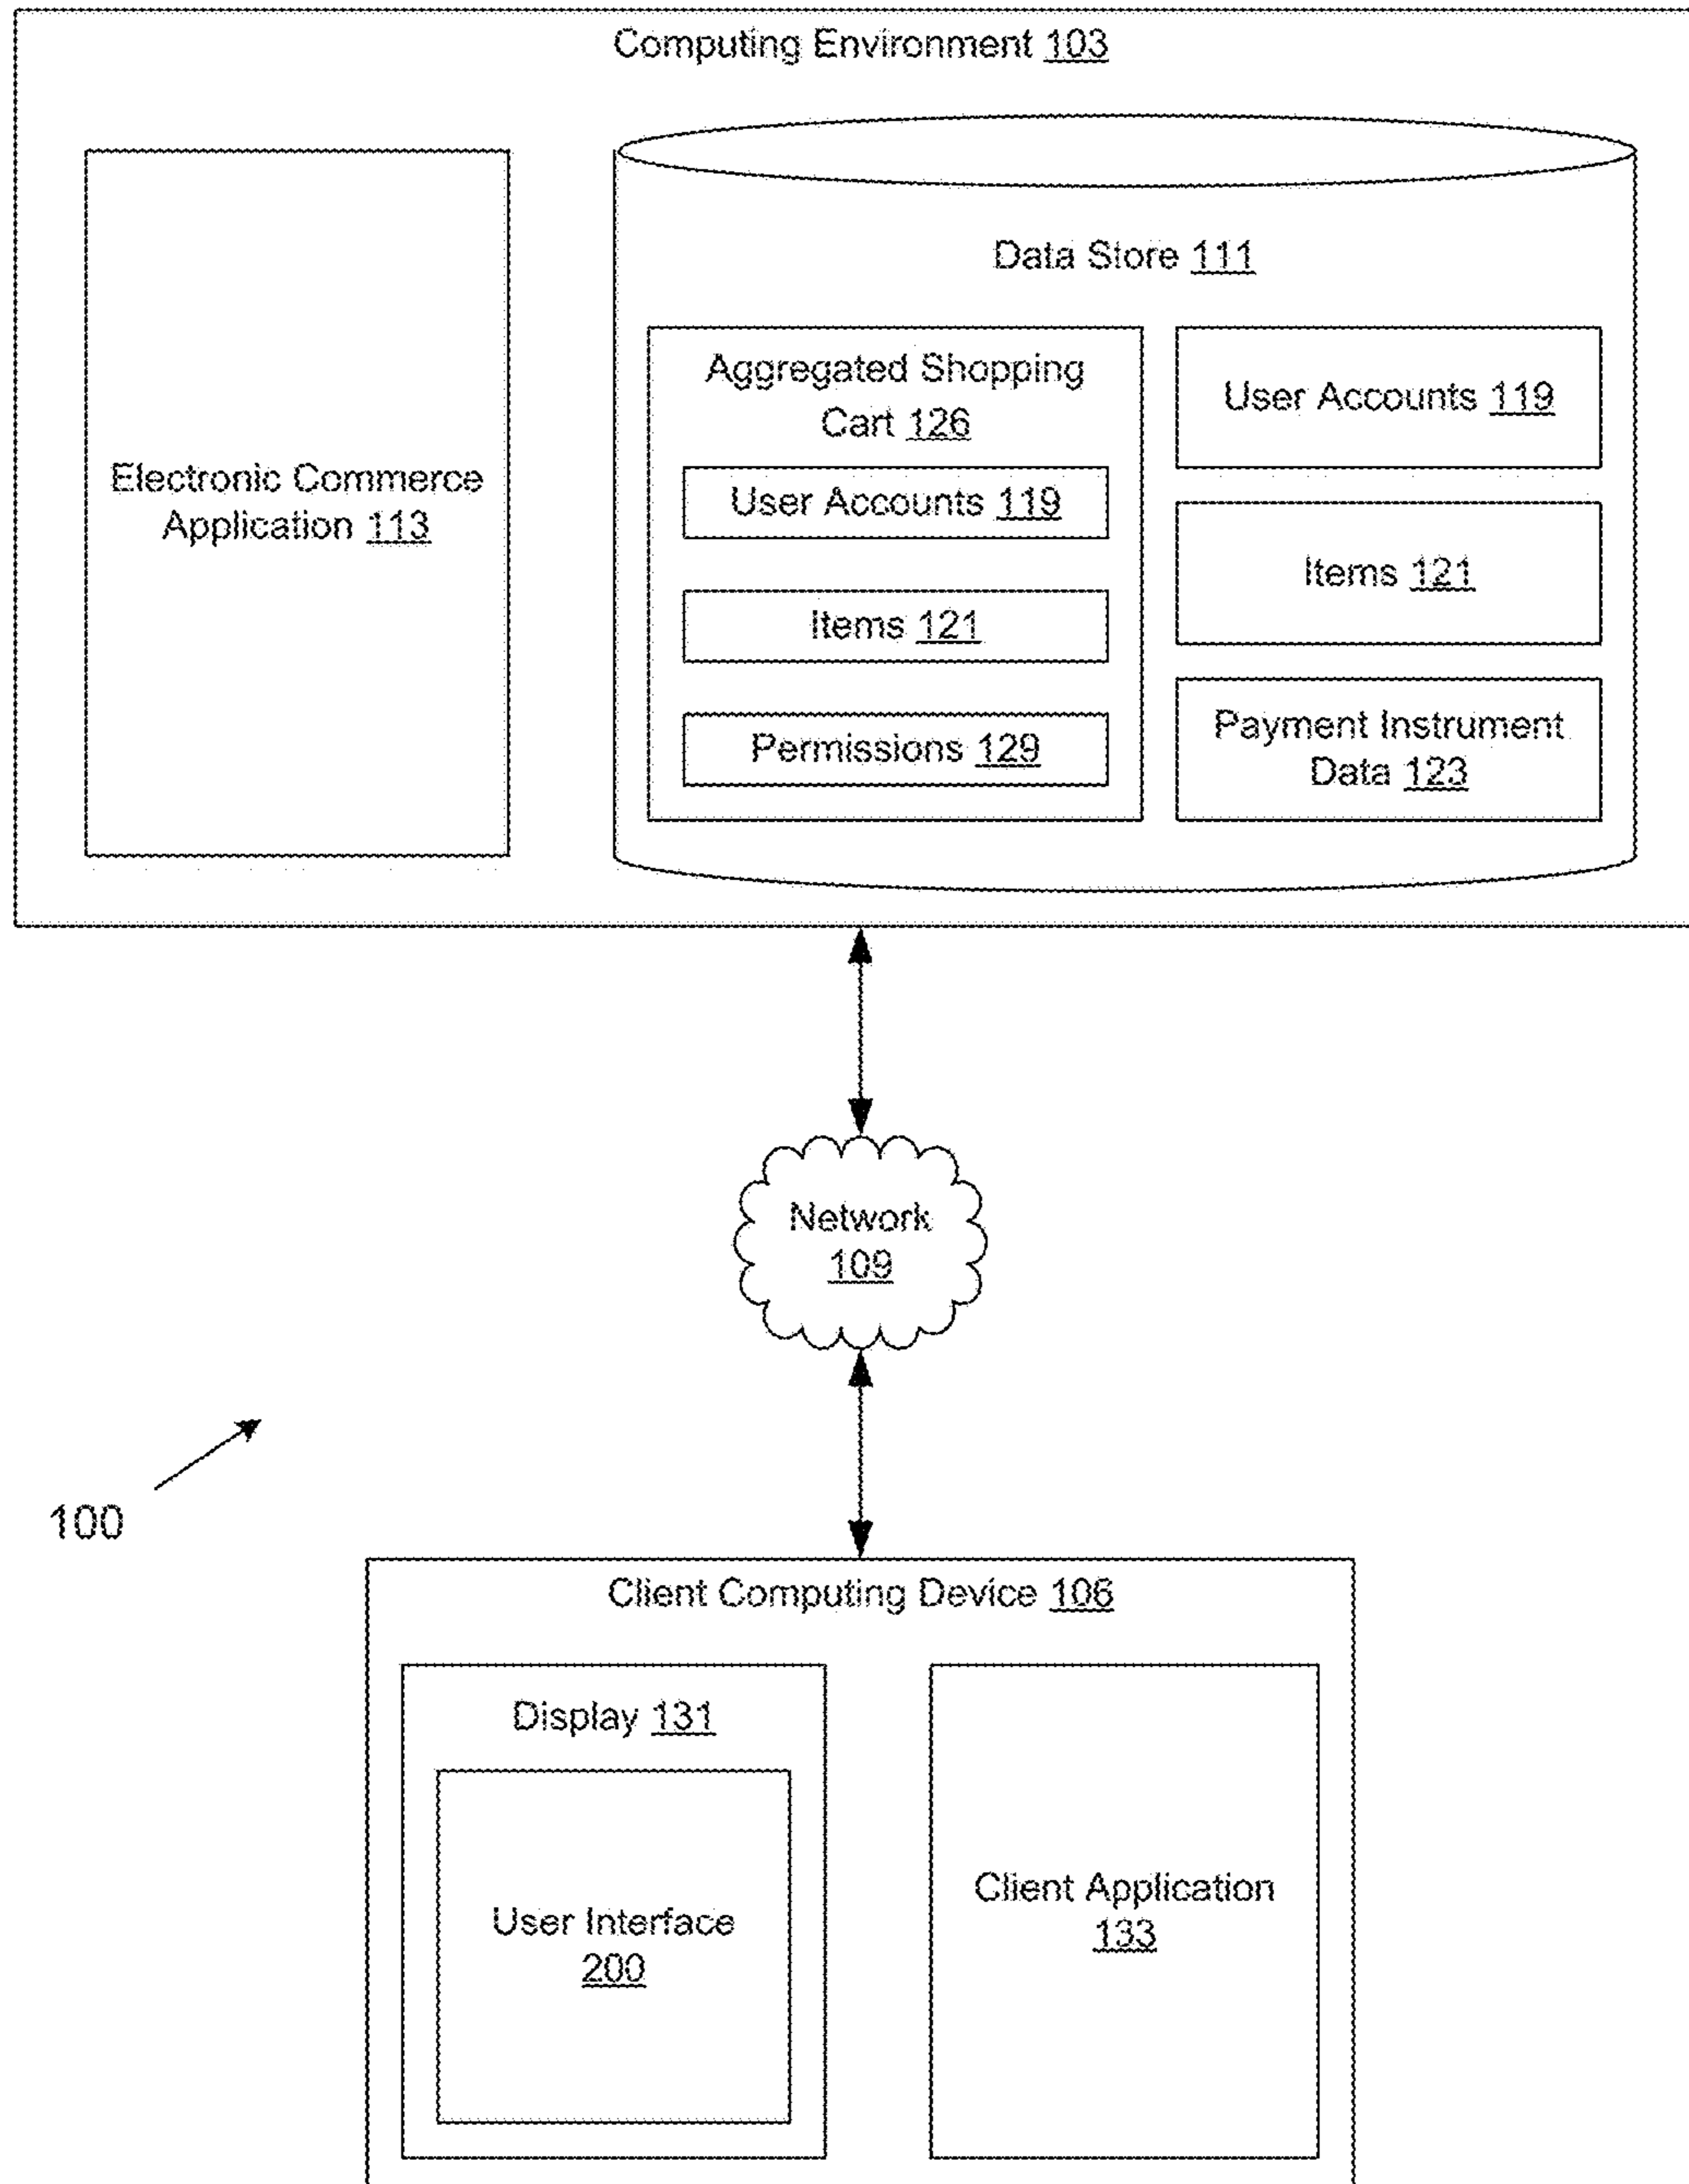 Computing Environment 103
Data Store 111
Electronic Commerce
Application 113
Aggregated Shopping
Cart 126
User Accounts 119
Items 121
Permissions 129
User Accounts 119
Items 121
Payment Instrument
Data 123
Network
109
100
Client Computing Device 106
Display 131
User Interface
200
Client Application
133